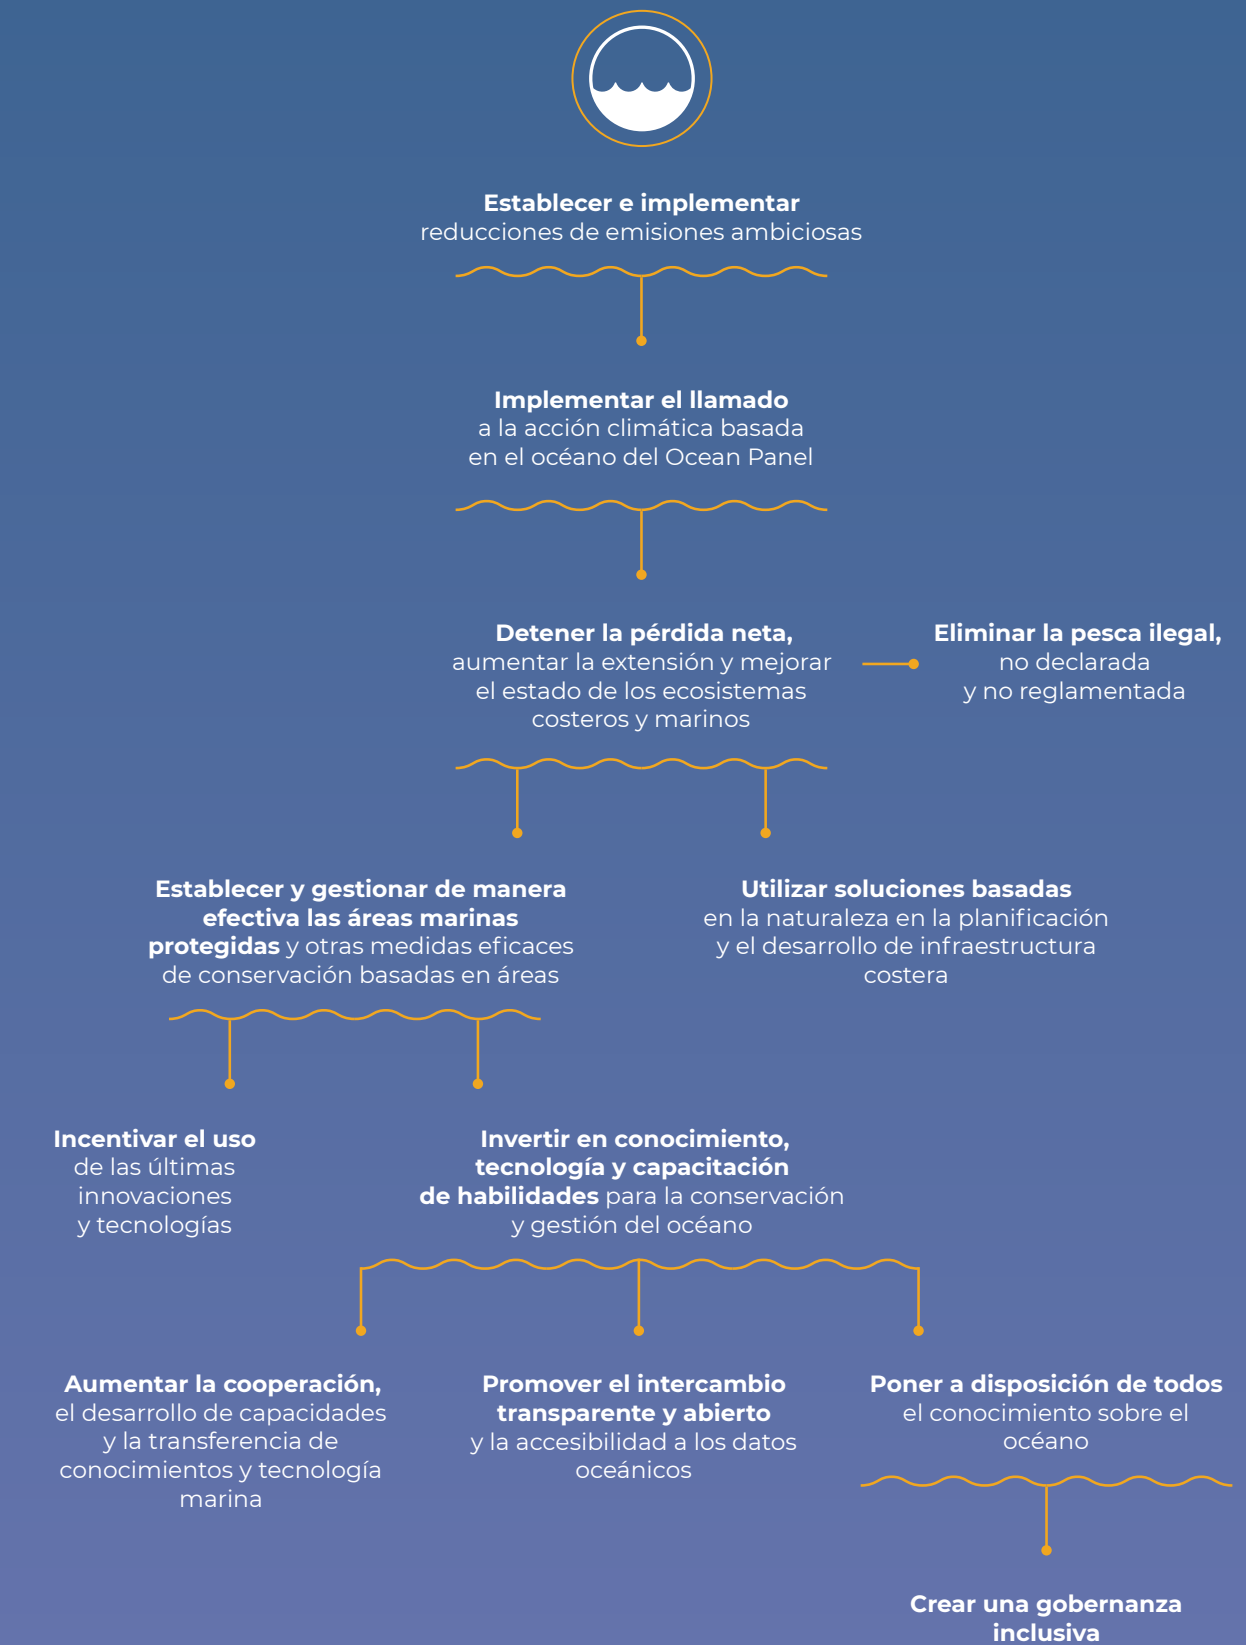 Establecer e implementar
reducciones de emisiones ambiciosas
Implementar el llamado
a la acción climática basada
en el océano del Ocean Panel
Detener la pérdida neta,
aumentar la extensión y mejorar
el estado de los ecosistemas
costeros y marinos
Eliminar la pesca ilegal,
no declarada
y no reglamentada
Establecer y gestionar de manera
efectiva las áreas marinas
protegidas y otras medidas eficaces
de conservación basadas en áreas
Utilizar soluciones basadas
en la naturaleza en la planificación
y el desarrollo de infraestructura
costera
Incentivar el uso
de las últimas
innovaciones
y tecnologías
Invertir en conocimiento,
tecnología y capacitación
de habilidades para la conservación
y gestión del océano
Aumentar la cooperación,
el desarrollo de capacidades
y la transferencia de
conocimientos y tecnología
marina
Promover el intercambio
transparente y abierto
y la accesibilidad a los datos
oceánicos
Poner a disposición de todos
el conocimiento sobre el
océano
Crear una gobernanza
inclusiva